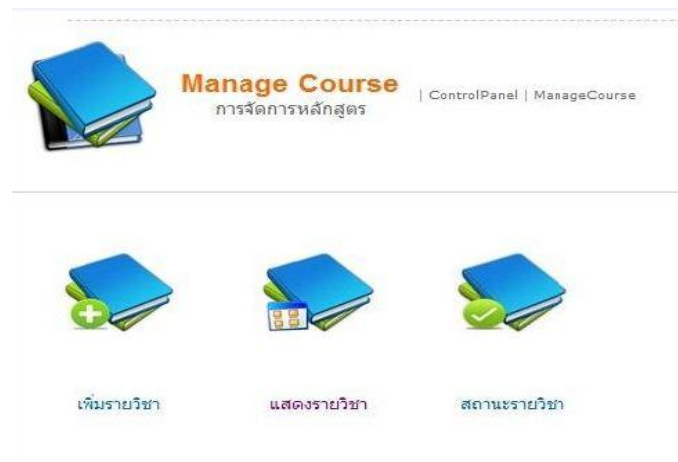 Manage Course
การจัดการหลักสูตร
| ControlPanel | ManageCourse
เพิ่มรายวิชา
แสดงรายวิชา
สถานะรายวิชา